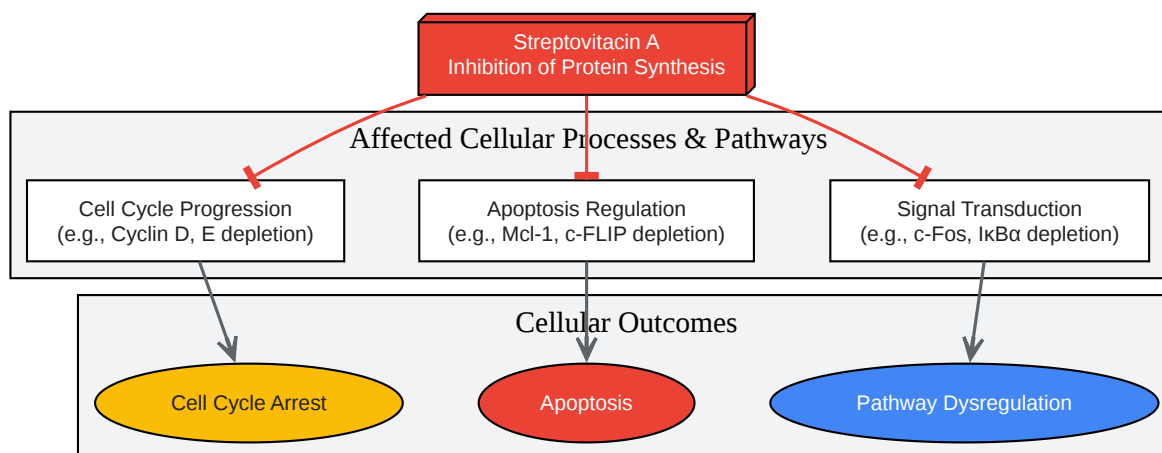 Streptovitacin A
Inhibition of Protein Synthesis
Affected Cellular Processes & Pathways
Cell Cycle Progression
(e.g., Cyclin D, E depletion)
Apoptosis Regulation
(e.g., Mcl-1, c-FLIP depletion)
Signal Transduction
(e.g., c-Fos, IκBα depletion)
Cellular Outcomes
Cell Cycle Arrest
Apoptosis
Pathway Dysregulation